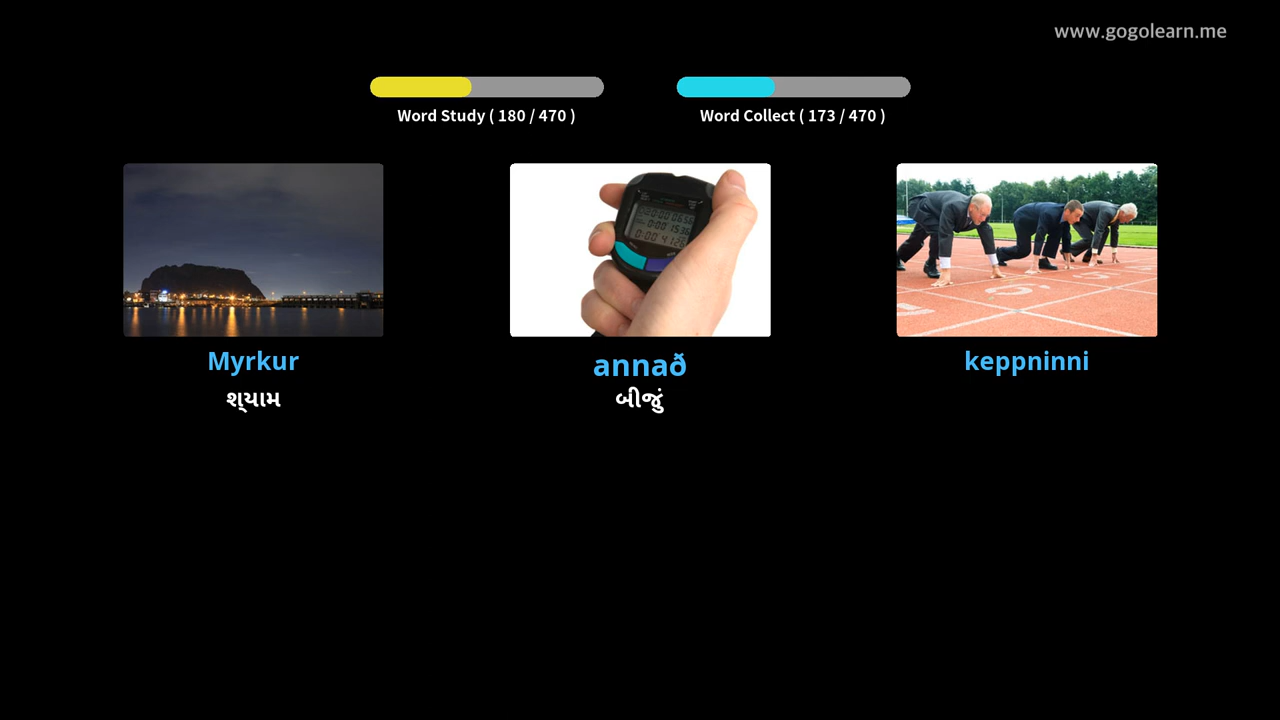 www.gogolearn.me
Word Study ( 180 / 470 )
Word Collect ( 173 / 470 )
Myrkur
annað
keppninni
શ્યામ
બીજું